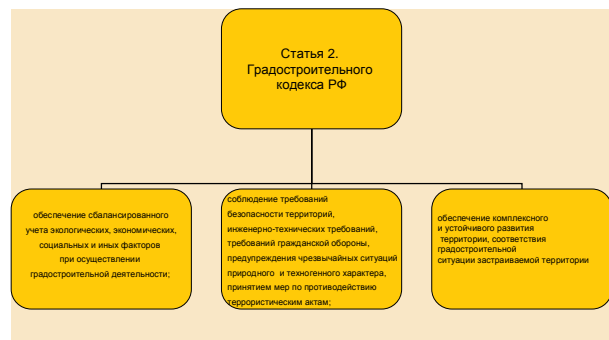 Статья 2.
Градостроительного
кодекса РФ
обеспечение сбалансированного
учета экологических, экономических,
социальных и иных факторов
при осуществлении
градостроительной деятельности;
соблюдение требований
безопасности территорий,
инженерно-технических требований,
требований гражданской обороны,
предупреждения чрезвычайных ситуаций
природного и техногенного характера,
принятием мер по противодействию
террористическим актам;
обеспечение комплексного
и устойчивого развития
территории, соответствия
градостроительной
ситуации застраиваемой территории